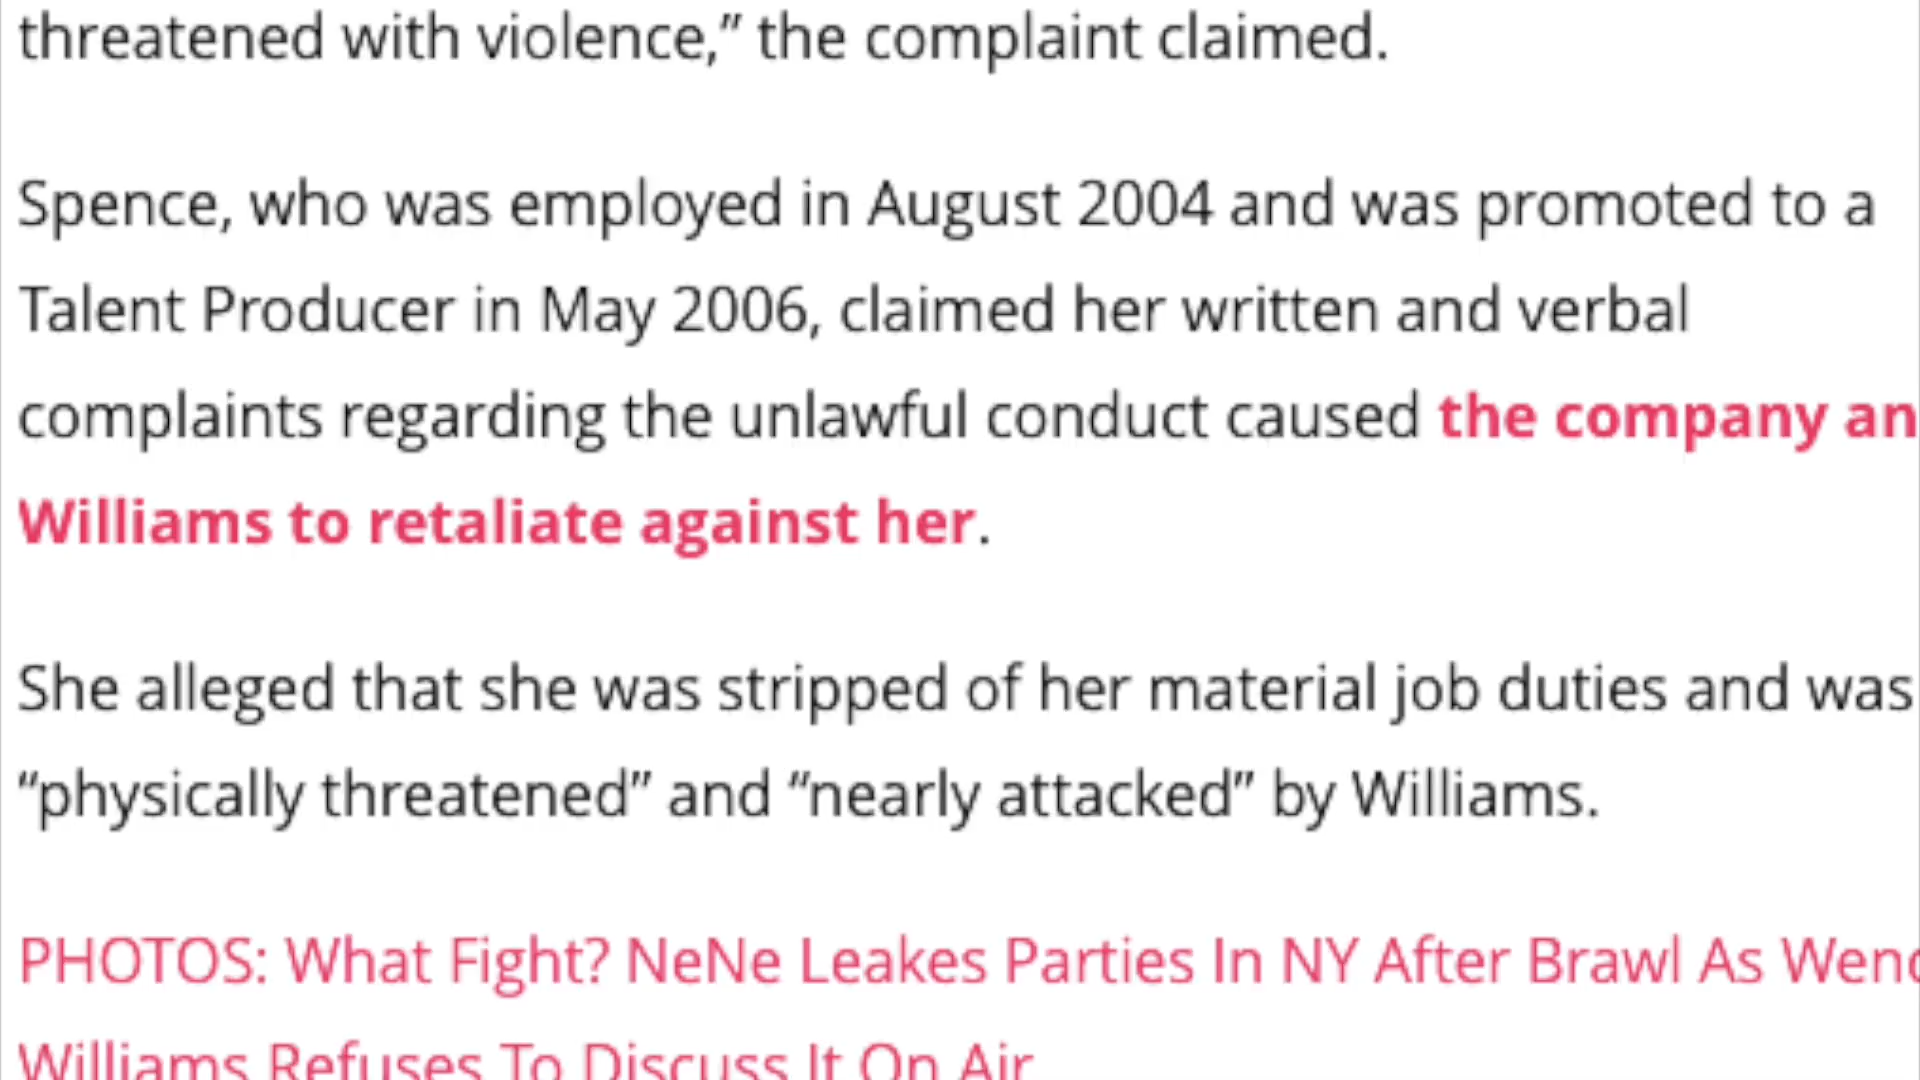 threatened with violence,” the complaint claimed.
Spence, who was employed in August 2004 and was promoted to a
Talent Producer in May 2006, claimed her written and verbal
complaints regarding the unlawful conduct caused the company an
Williams to retaliate against her.
She alleged that she was stripped of her material job duties and was
“physically threatened” and “nearly attacked” by Williams.
PHOTOS: What Fight? NeNe Leakes Parties In NY After Brawl As Wend
Williams Refuses To Discuss It On Air